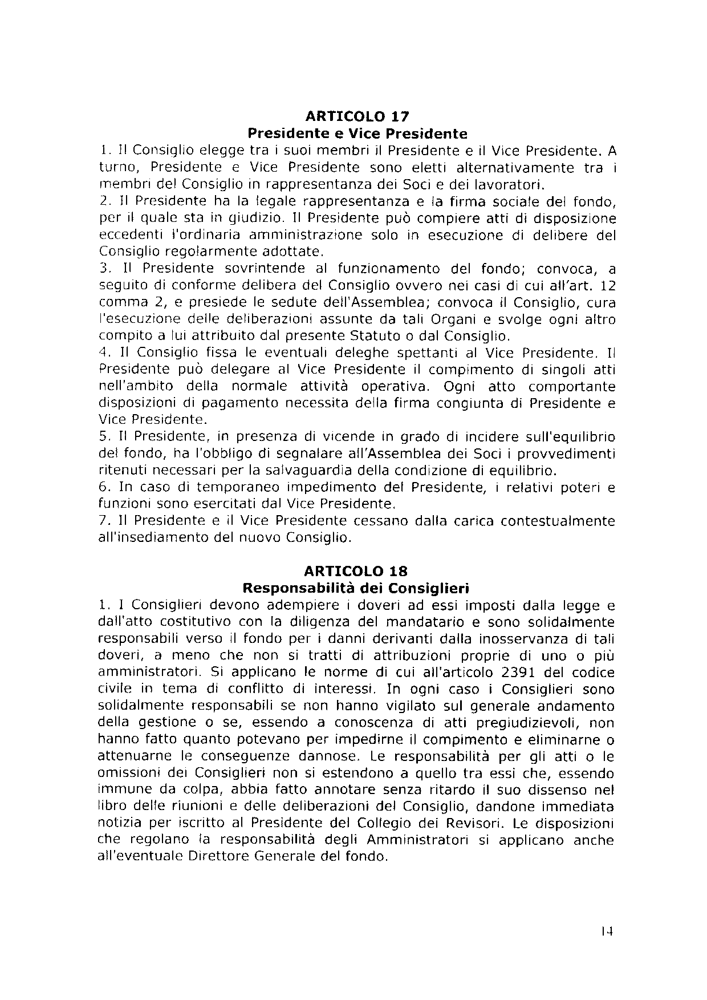 ARTICOLO 17
Presidente e Vice Presidente
1. Il Consiglio elegge tra i suoi membri il Presidente e il Vice Presidente. A
turno, Presidente e Vice Presidente sono eletti alternativamente tra i
membri del Consiglio in rappresentanza dei Soci e dei lavoratori.
2. Il Presidente ha la legale rappresentanza e la firma sociale del fondo,
per il quale sta in giudizio. Il Presidente può compiere atti di disposizione
eccedenti l'ordinaria amministrazione solo in esecuzione di delibere del
Consiglio regolarmente adottate.
3. Il Presidente sovrintende al funzionamento del fondo; convoca, a
seguito di conforme delibera del Consiglio ovvero nei casi di cui all'art. 12
comma 2, e presiede le sedute dell'Assemblea; convoca il Consiglio, cura
l'esecuzione delle deliberazioni assunte da tali Organi e svolge ogni altro
compito a lui attribuito dal presente Statuto o dal Consiglio.
4. Il Consiglio fissa le eventuali deleghe spettanti al Vice Presidente. Il
Presidente può delegare al Vice Presidente il compimento di singoli atti
nell'ambito della normale attività operativa. Ogni atto comportante
disposizioni di pagamento necessita della firma congiunta di Presidente e
Vice Presidente.
5. Il Presidente, in presenza di vicende in grado di incidere sull'equilibrio
del fondo, ha l'obbligo di segnalare all'Assemblea dei Soci i provvedimenti
ritenuti necessari per la salvaguardia della condizione di equilibrio.
6. In caso di temporaneo impedimento del Presidente, i relativi poteri e
funzioni sono esercitati dal Vice Presidente.
7. Il Presidente e il Vice Presidente cessano dalla carica contestualmente
all'insediamento del nuovo Consiglio.
ARTICOLO 18
Responsabilità dei Consiglieri
1. I Consiglieri devono adempiere i doveri ad essi imposti dalla legge e
dall'atto costitutivo con la diligenza del mandatario e sono solidalmente
responsabili verso il fondo per i danni derivanti dalla inosservanza di tali
doveri, a meno che non si tratti di attribuzioni proprie di uno o più
amministratori. Si applicano le norme di cui all'articolo 2391 del codice
civile in tema di conflitto di interessi. In ogni caso i Consiglieri sono
solidalmente responsabili se non hanno vigilato sul generale andamento
della gestione o se, essendo a conoscenza di atti pregiudizievoli, non
hanno fatto quanto potevano per impedirne il compimento e eliminarne o
attenuarne le conseguenze dannose. Le responsabilità per gli atti o le
omissioni dei Consiglieri non si estendono a quello tra essi che, essendo
immune da colpa, abbia fatto annotare senza ritardo il suo dissenso nel
libro delle riunioni e delle deliberazioni del Consiglio, dandone immediata
notizia per iscritto al Presidente del Collegio dei Revisori. Le disposizioni
che regolano la responsabilità degli Amministratori si applicano anche
all'eventuale Direttore Generale del fondo.
14